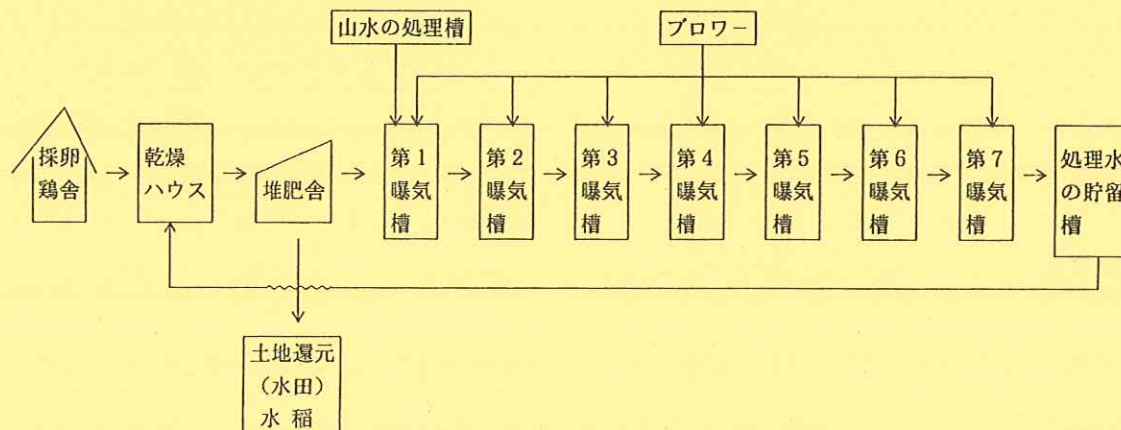 山水の処理槽
ブロワー
採卵
鶏舎
乾燥
ハウス
堆肥舎
第1
曝気
槽
第2
曝気
槽
第3
曝気
槽
第4
曝気
槽
第5
曝気
槽
第6
曝気
槽
第7
曝気
槽
処理水
の貯留
槽
土地還元
(水田)
水 稲